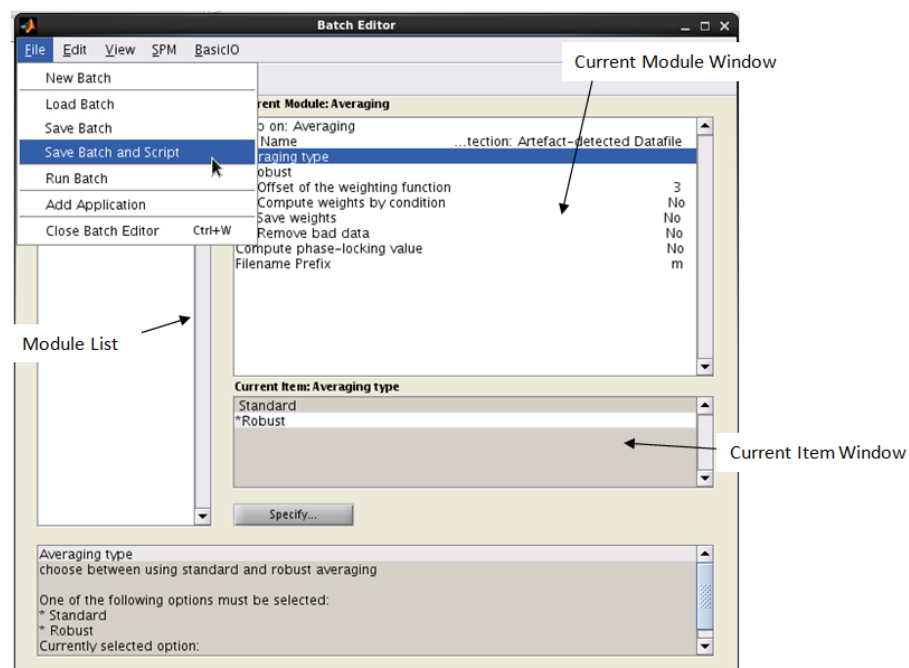 Batch Editor
File Edit View SPM BasicIO
Current Module Window
New Batch
Load Batch
Save Batch
Save Batch and Script
Run Batch
Add Application
Close Batch Editor Ctrl+W
rent Module: Averaging
on: Averaging
Name ...tection: Artefact-detected Datafile
raging type
obust
Offset of the weighting function 3
Compute weights by condition No
Save weights No
Remove bad data No
Compute phase-locking value No
Filename Prefix m
Module List
Current Item: Averaging type
Standard
*Robust
Current Item Window
Specify...
Averaging type
choose between using standard and robust averaging
One of the following options must be selected:
* Standard
* Robust
Currently selected option: